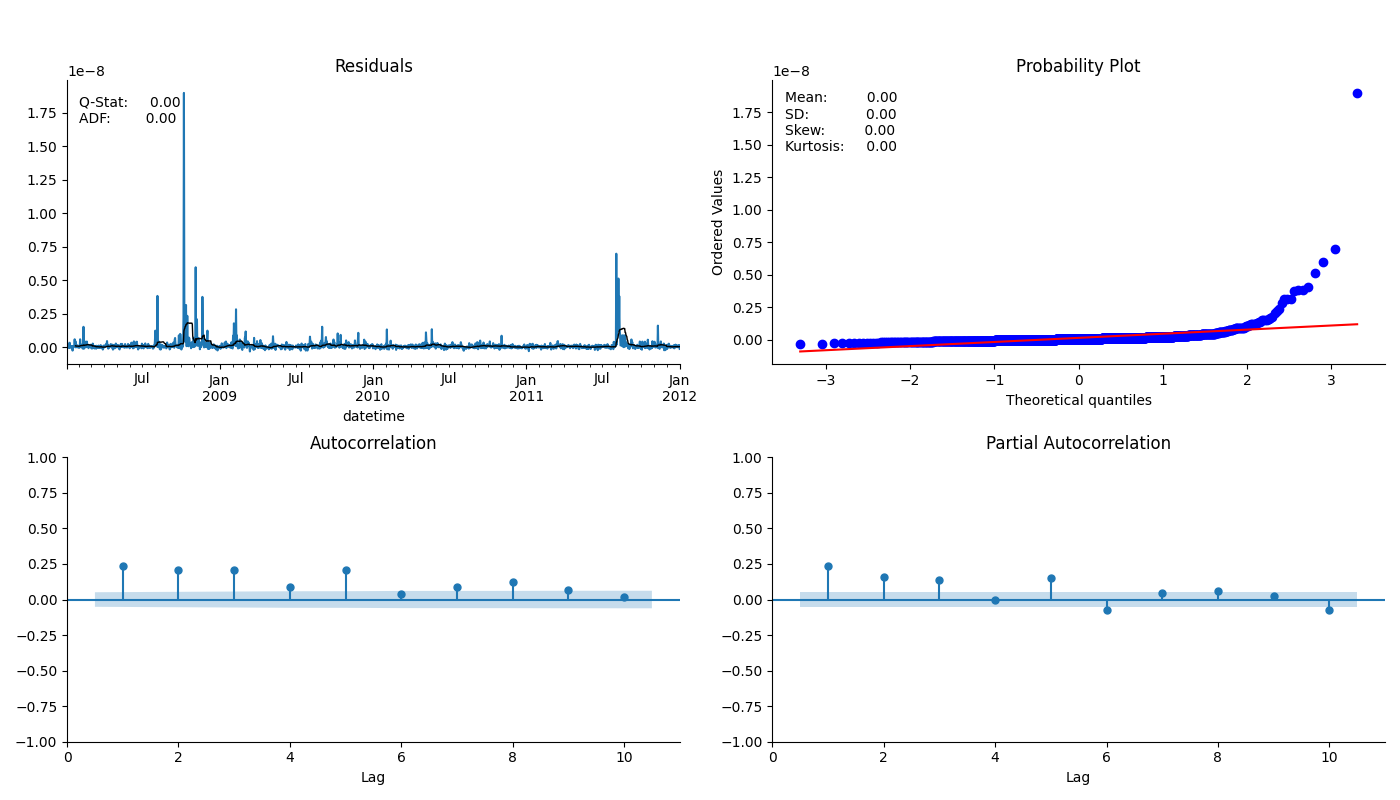 Residuals
1e−8
Q-Stat: 0.00
ADF: 0.00
1.75
1.50
1.25
1.00
0.75
0.50
0.25
0.00
Jul Jan Jul Jan Jul Jan Jul Jan
2009 2010 2011 2012
datetime
Probability Plot
1e−8
Mean: 0.00
SD: 0.00
Skew: 0.00
Kurtosis: 0.00
Ordered Values
1.75
1.50
1.25
1.00
0.75
0.50
0.25
0.00
−3 −2 −1 0 1 2 3
Theoretical quantiles
Autocorrelation
1.00
0.75
0.50
0.25
0.00
−0.25
−0.50
−0.75
−1.00
0 2 4 6 8 10
Lag
Partial Autocorrelation
1.00
0.75
0.50
0.25
0.00
−0.25
−0.50
−0.75
−1.00
0 2 4 6 8 10
Lag